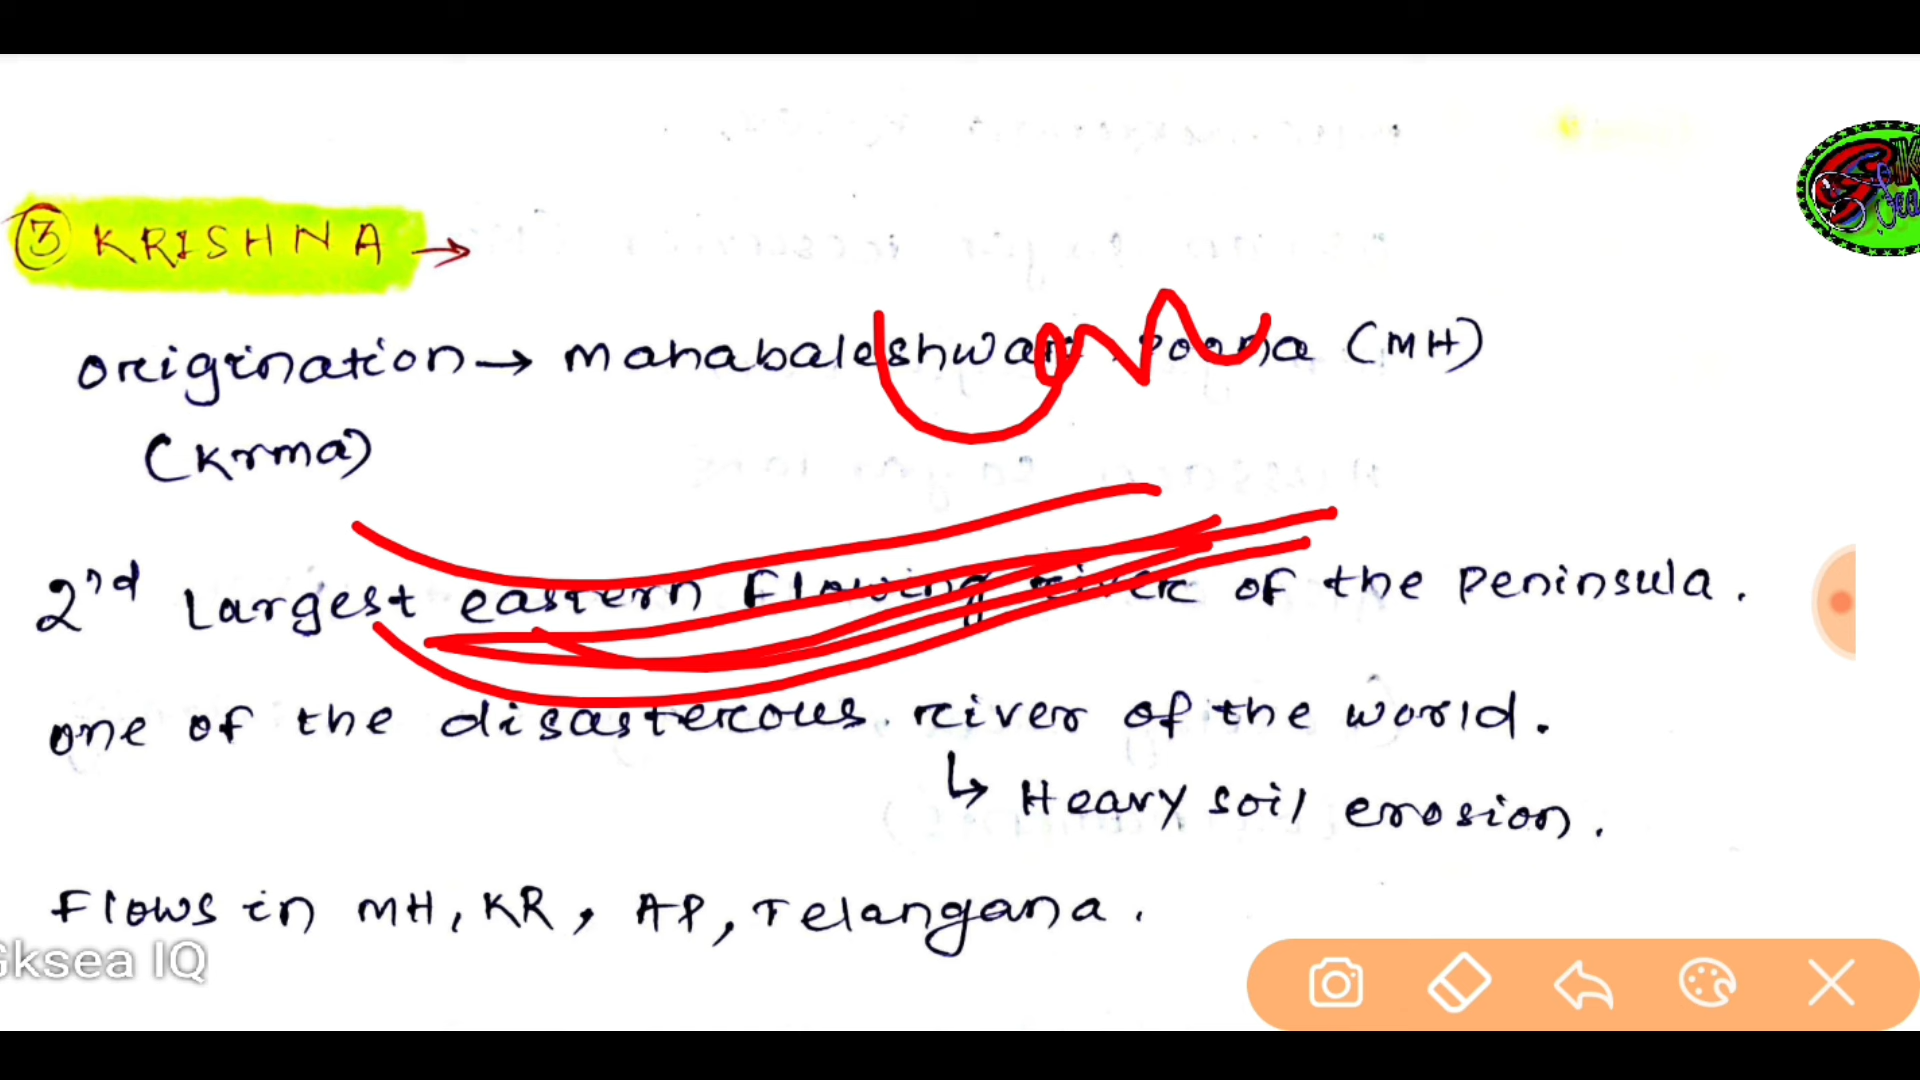 ③ KRISHNA →
Origination → Mahabaleshwar, Poona (MH)
(Krma)
2nd Largest eastern flowing river of the Peninsula.
one of the disasterous river of the world.
↳ Heavy soil erosion.
Flows in MH, KR, AP, Telangana.
Gksea IQ